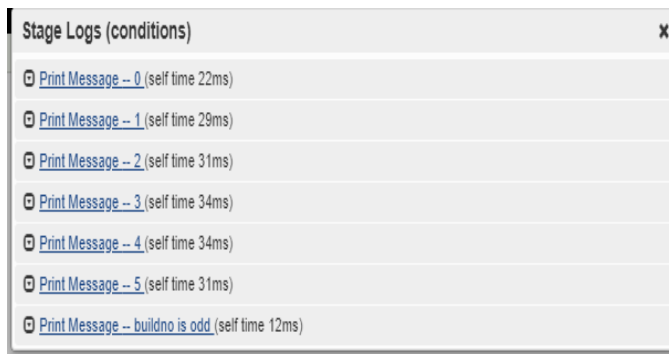 Stage Logs (conditions)
Print Message -- 0 (self time 22ms)
Print Message -- 1 (self time 29ms)
Print Message -- 2 (self time 31ms)
Print Message -- 3 (self time 34ms)
Print Message -- 4 (self time 34ms)
Print Message -- 5 (self time 31ms)
Print Message -- buildno is odd (self time 12ms)